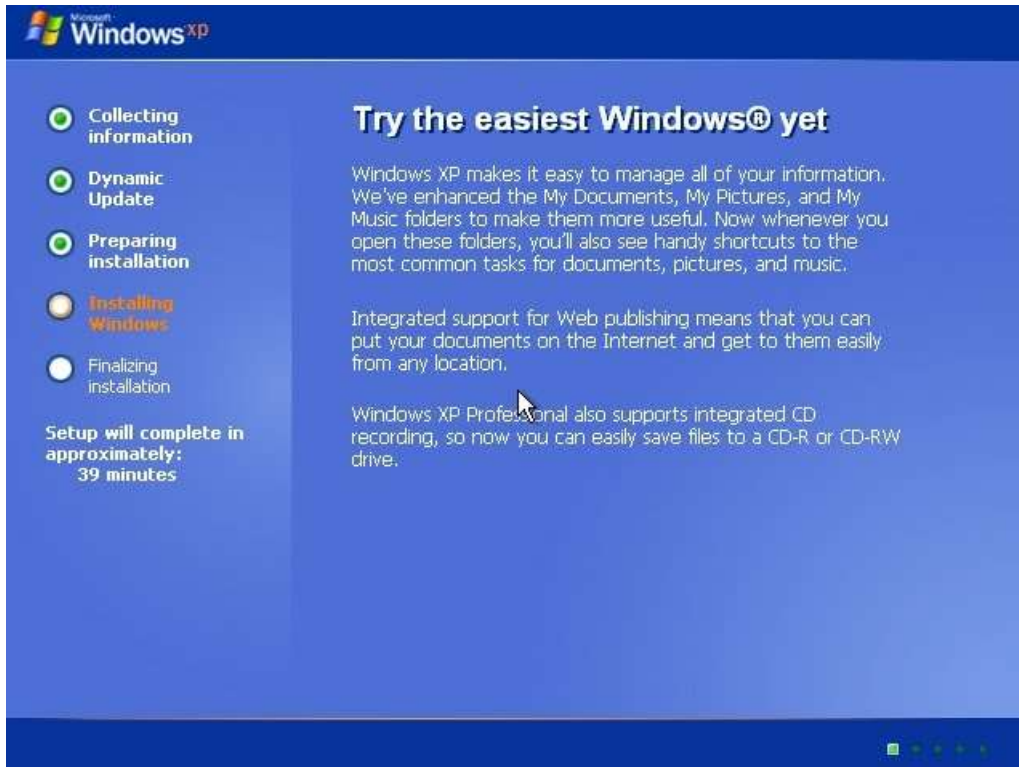 Microsoft
Windows xp
Collecting
information
Dynamic
Update
Preparing
installation
Installing
Windows
Finalizing
installation
Setup will complete in
approximately:
39 minutes
Try the easiest Windows® yet
Windows XP makes it easy to manage all of your information.
We've enhanced the My Documents, My Pictures, and My
Music folders to make them more useful. Now whenever you
open these folders, you'll also see handy shortcuts to the
most common tasks for documents, pictures, and music.
Integrated support for Web publishing means that you can
put your documents on the Internet and get to them easily
from any location.
Windows XP Professional also supports integrated CD
recording, so now you can easily save files to a CD-R or CD-RW
drive.